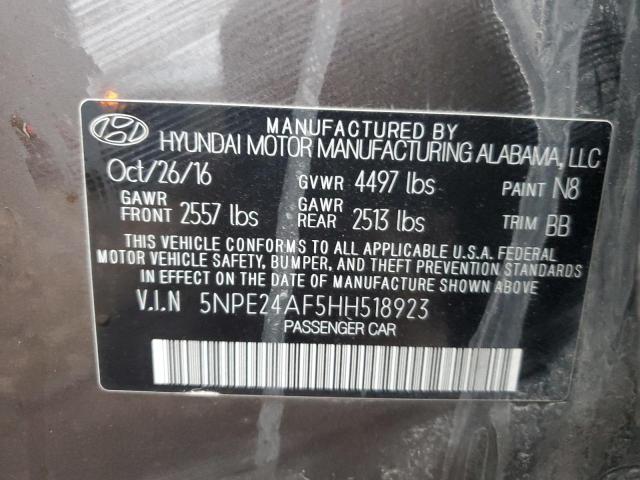 MANUFACTURED BY
HYUNDAI MOTOR MANUFACTURING ALABAMA, LLC
Oct/26/16 GVWR 4497 lbs PAINT N8
GAWR FRONT 2557 lbs GAWR REAR 2513 lbs TRIM BB
THIS VEHICLE CONFORMS TO ALL APPLICABLE U.S.A. FEDERAL
MOTOR VEHICLE SAFETY, BUMPER, AND THEFT PREVENTION STANDARDS
IN EFFECT ON THE DATE OF MANUFACTURE SHOWN ABOVE
V.I.N 5NPE24AF5HH518923
PASSENGER CAR